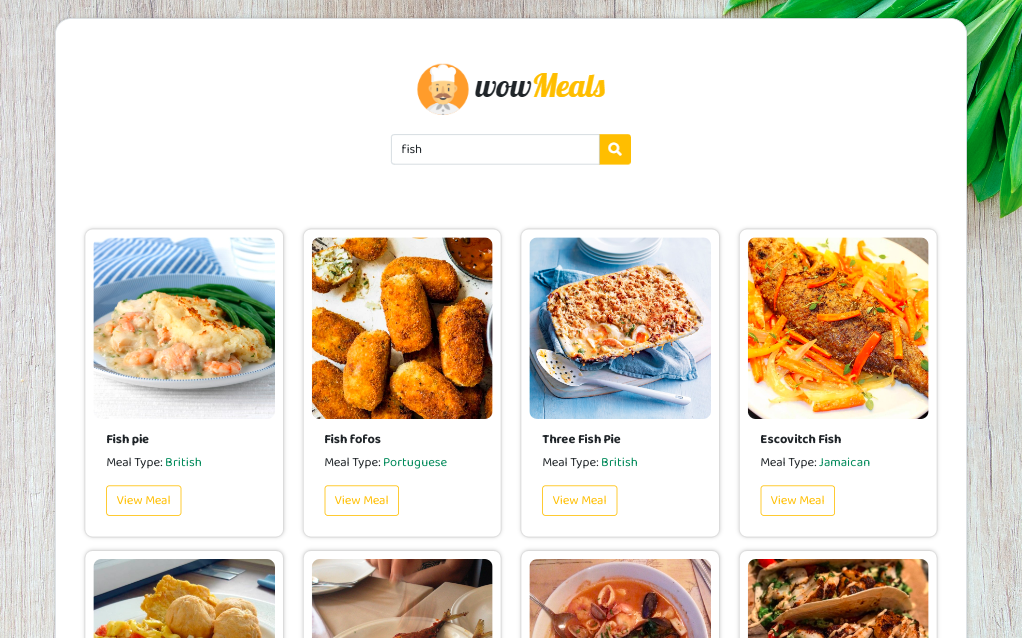 wowMeals
fish
Fish pie
Meal Type: British
View Meal
Fish fofos
Meal Type: Portuguese
View Meal
Three Fish Pie
Meal Type: British
View Meal
Escovitch Fish
Meal Type: Jamaican
View Meal